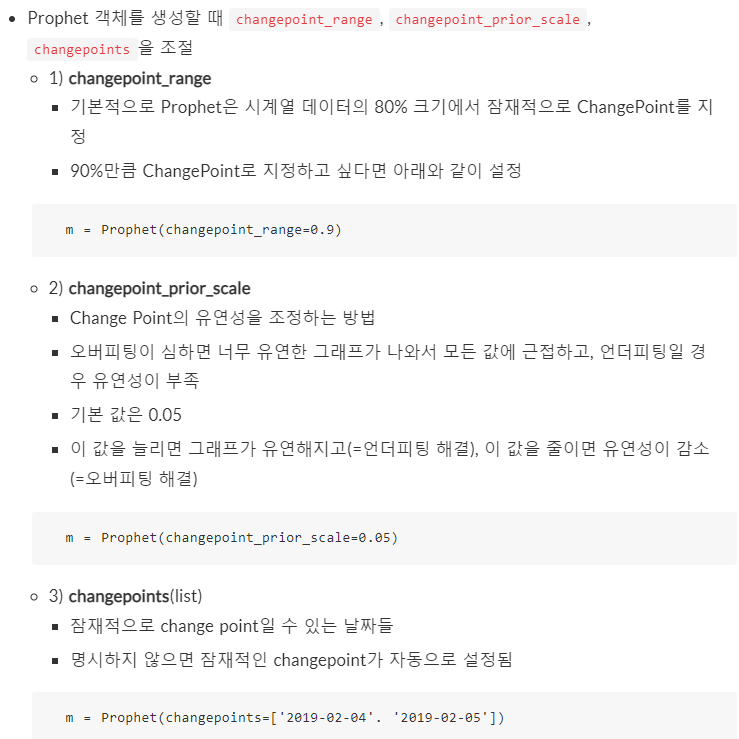 Prophet 객체를 생성할 때 changepoint_range , changepoint_prior_scale ,
changepoints 을 조절
1) changepoint_range
기본적으로 Prophet은 시계열 데이터의 80% 크기에서 잠재적으로 ChangePoint를 지
정
90%만큼 ChangePoint로 지정하고 싶다면 아래와 같이 설정
m = Prophet(changepoint_range=0.9)
2) changepoint_prior_scale
Change Point의 유연성을 조정하는 방법
오버피팅이 심하면 너무 유연한 그래프가 나와서 모든 값에 근접하고, 언더피팅일 경
우 유연성이 부족
기본 값은 0.05
이 값을 늘리면 그래프가 유연해지고(=언더피팅 해결), 이 값을 줄이면 유연성이 감소
(=오버피팅 해결)
m = Prophet(changepoint_prior_scale=0.05)
3) changepoints(list)
잠재적으로 change point일 수 있는 날짜들
명시하지 않으면 잠재적인 changepoint가 자동으로 설정됨
m = Prophet(changepoints=['2019-02-04'. '2019-02-05'])